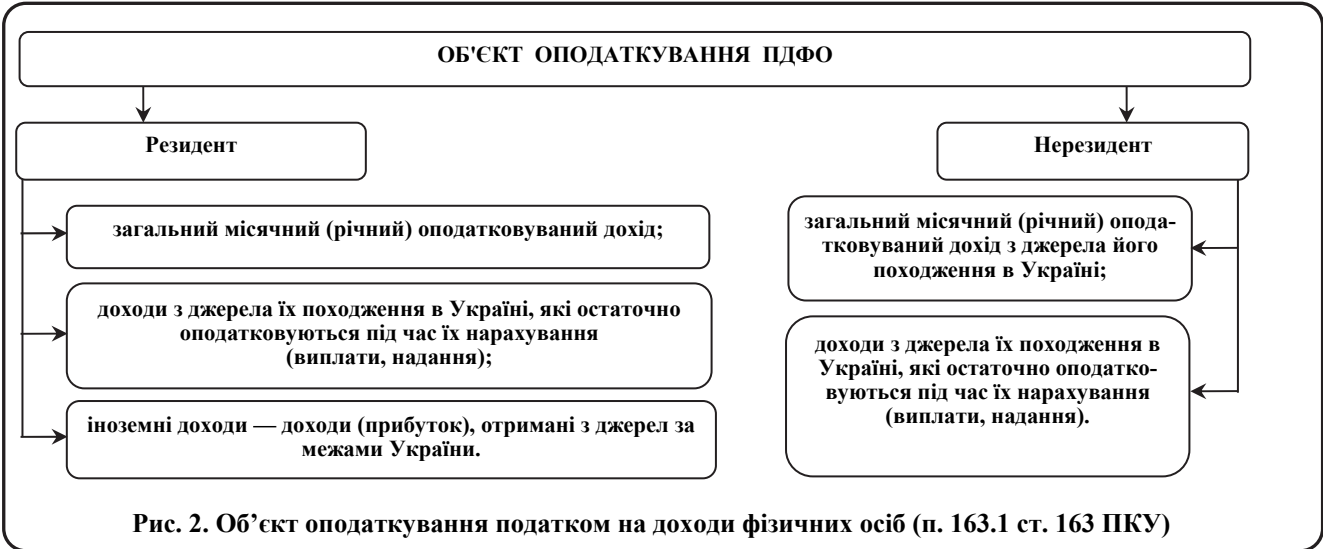 ОБ'ЄКТ ОПОДАТКУВАННЯ ПДФО
Резидент
загальний місячний (річний) оподатковуваний дохід;
доходи з джерела їх походження в Україні, які остаточно
оподатковуються під час їх нарахування
(виплати, надання);
іноземні доходи — доходи (прибуток), отримані з джерел за
межами України.
Нерезидент
загальний місячний (річний) опода-
тковуваний дохід з джерела його
походження в Україні;
доходи з джерела їх походження в
Україні, які остаточно оподатко-
вуються під час їх нарахування
(виплати, надання).
Рис. 2. Об’єкт оподаткування податком на доходи фізичних осіб (п. 163.1 ст. 163 ПКУ)